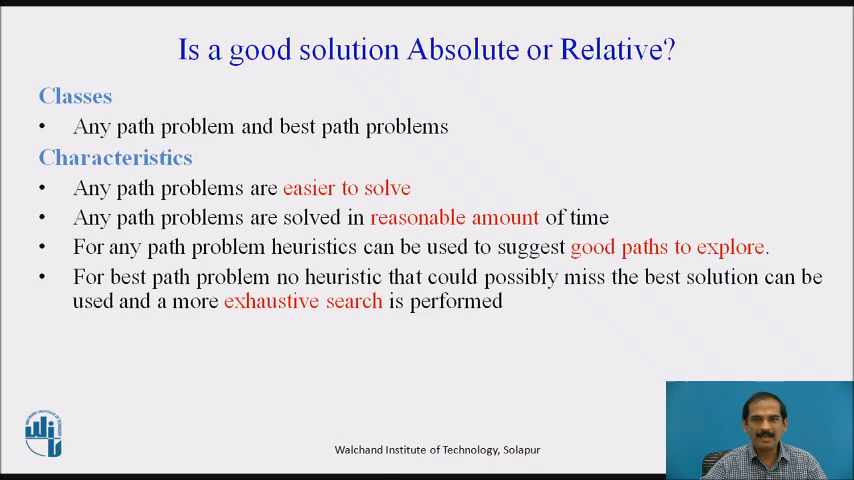 Is a good solution Absolute or Relative?
Classes
• Any path problem and best path problems
Characteristics
• Any path problems are easier to solve
• Any path problems are solved in reasonable amount of time
• For any path problem heuristics can be used to suggest good paths to explore.
• For best path problem no heuristic that could possibly miss the best solution can be
used and a more exhaustive search is performed
Walchand Institute of Technology, Solapur